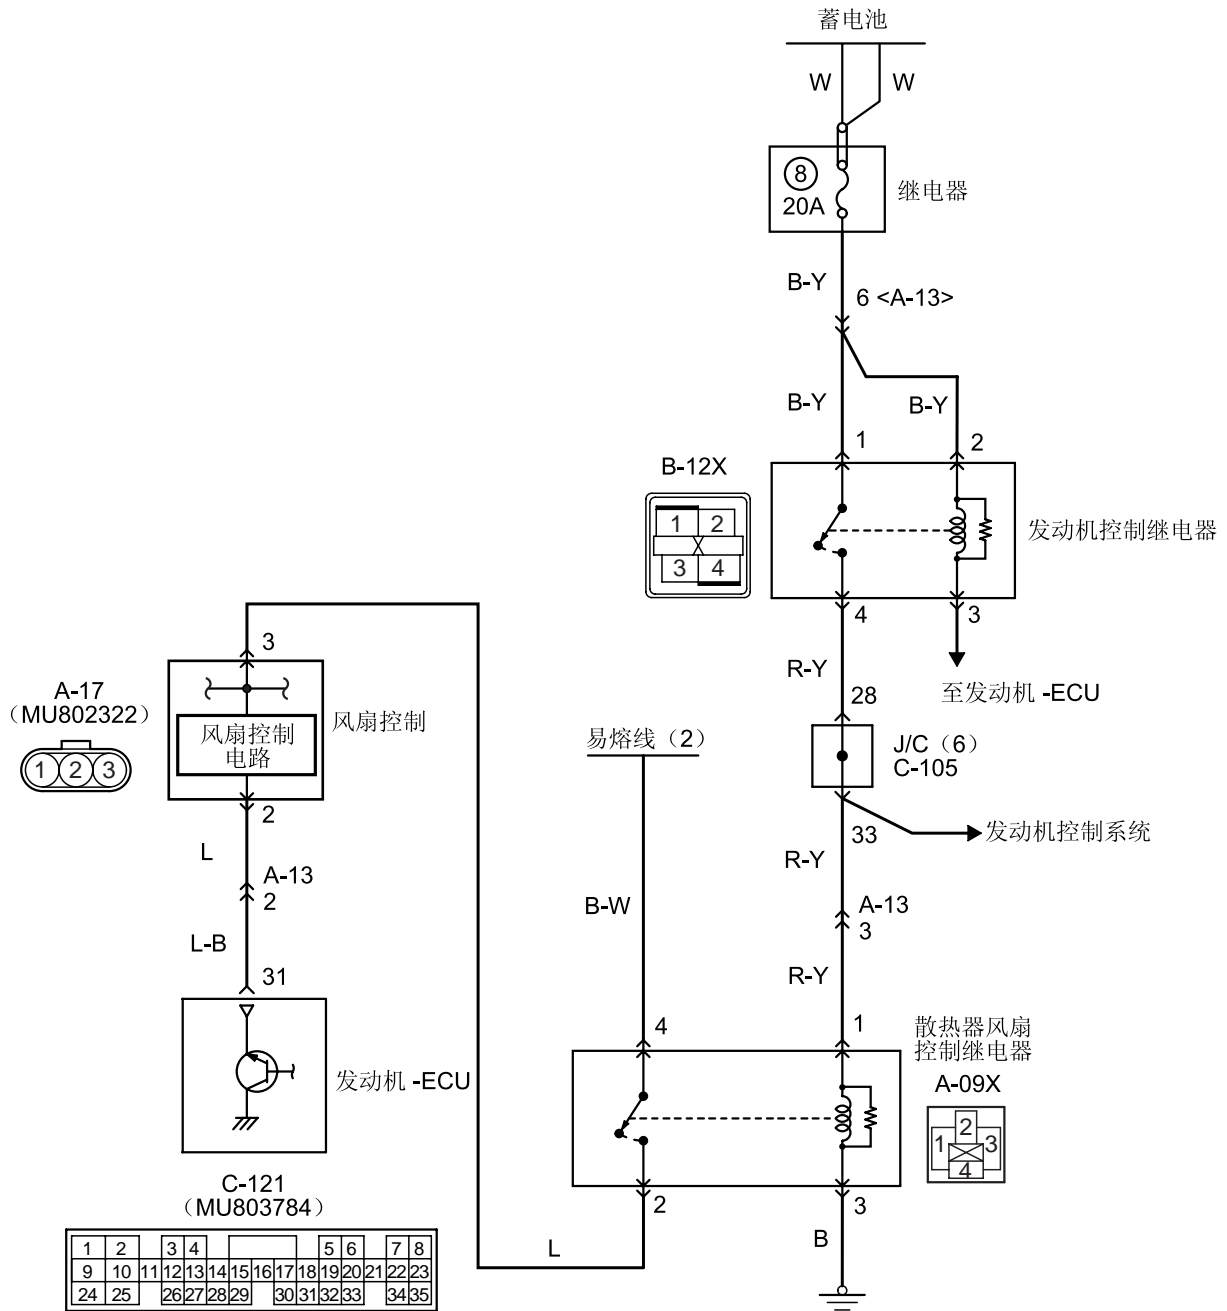 蓄电池
W
W
8
20A
继电器
B-Y
6 <A-13>
B-Y
B-Y
1
2
B-12X
1 2
3 4
发动机控制继电器
4
3
R-Y
至发动机 -ECU
3
A-17
（MU802322）
1 2 3
风扇控制
电路
风扇控制
28
易熔线（2）
J/C（6）
C-105
2
33
发动机控制系统
L
R-Y
A-13
2
B-W
A-13
3
L-B
31
R-Y
4
1
散热器风扇
控制继电器
A-09X
2
1 3
4
发动机 -ECU
C-121
（MU803784）
2
3
L
B
1 2 3 4 5 6 7 8
9 10 11 12 13 14 15 16 17 18 19 20 21 22 23
24 25 26 27 28 29 30 31 32 33 34 35